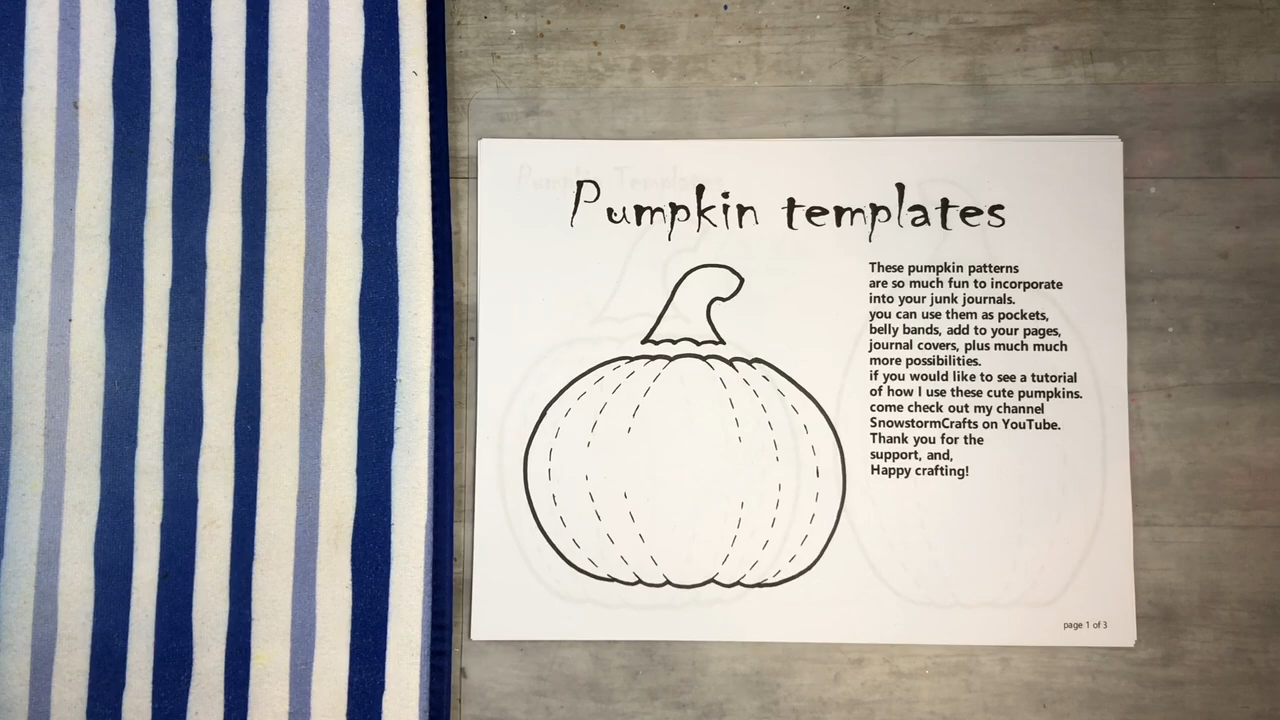 Pumpkin templates
These pumpkin patterns
are so much fun to incorporate
into your junk journals.
you can use them as pockets,
belly bands, add to your pages,
journal covers, plus much much
more possibilities.
if you would like to see a tutorial
of how I use these cute pumpkins.
come check out my channel
SnowstormCrafts on YouTube.
Thank you for the
support, and,
Happy crafting!
page 1 of 3